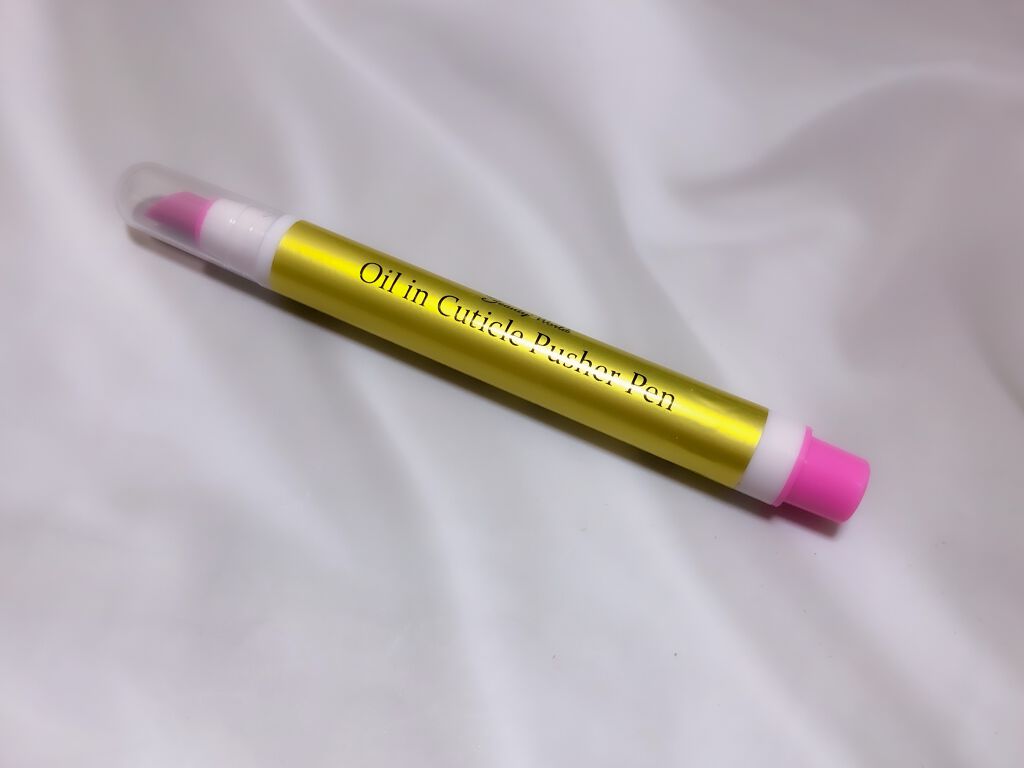 Oil in Cuticle Pusher Pen